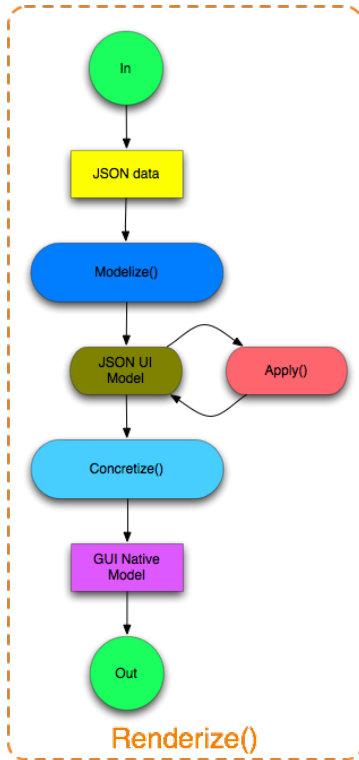 In
JSON data
Modelize()
JSON UI
Model
Apply()
Concretize()
GUI Native
Model
Out
Renderize()